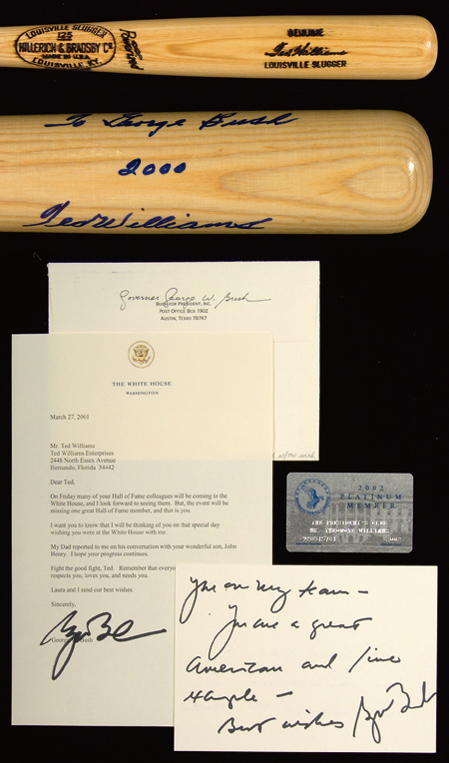 LOUISVILLE SLUGGER
125
HILLERICH & BRADSBY Co
MADE IN U.S.A.
LOUISVILLE, KY.
GENUINE
Ted Williams
LOUISVILLE SLUGGER
To George Bush
2000
Ted Williams
Governor George W. Bush
BUSH FOR PRESIDENT, INC.
POST OFFICE BOX 1902
AUSTIN, TEXAS 78767
THE WHITE HOUSE
WASHINGTON
March 27, 2001
Mr. Ted Williams
Ted Williams Enterprises
2448 North Essex Avenue
Hernando, Florida 34442
Dear Ted,
On Friday many of your Hall of Fame colleagues will be coming to the
White House, and I look forward to seeing them. But, the event will be
missing one great Hall of Fame member, and that is you.
I want you to know that I will be thinking of you on that special day
wishing you were at the White House with me.
My Dad reported to me on his conversation with your wonderful son, John
Henry. I hope your progress continues.
Fight the good fight, Ted. Remember that everyo
respects you, loves you, and needs you.
Laura and I send our best wishes.
Sincerely,
George Bush
2002
PLATINUM
MEMBER
You on my team –
You are a great
American and fine
example –
Best wishes